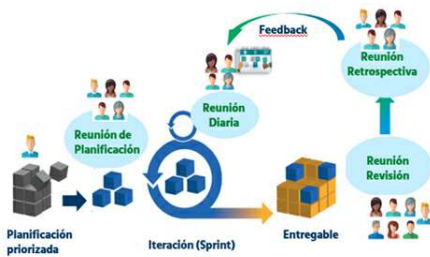 Feedback
Reunión
Retrospectiva
Reunión
Diaria
Reunión de
Planificación
Reunión
Revisión
Planificación
priorizada
Iteración (Sprint)
Entregable